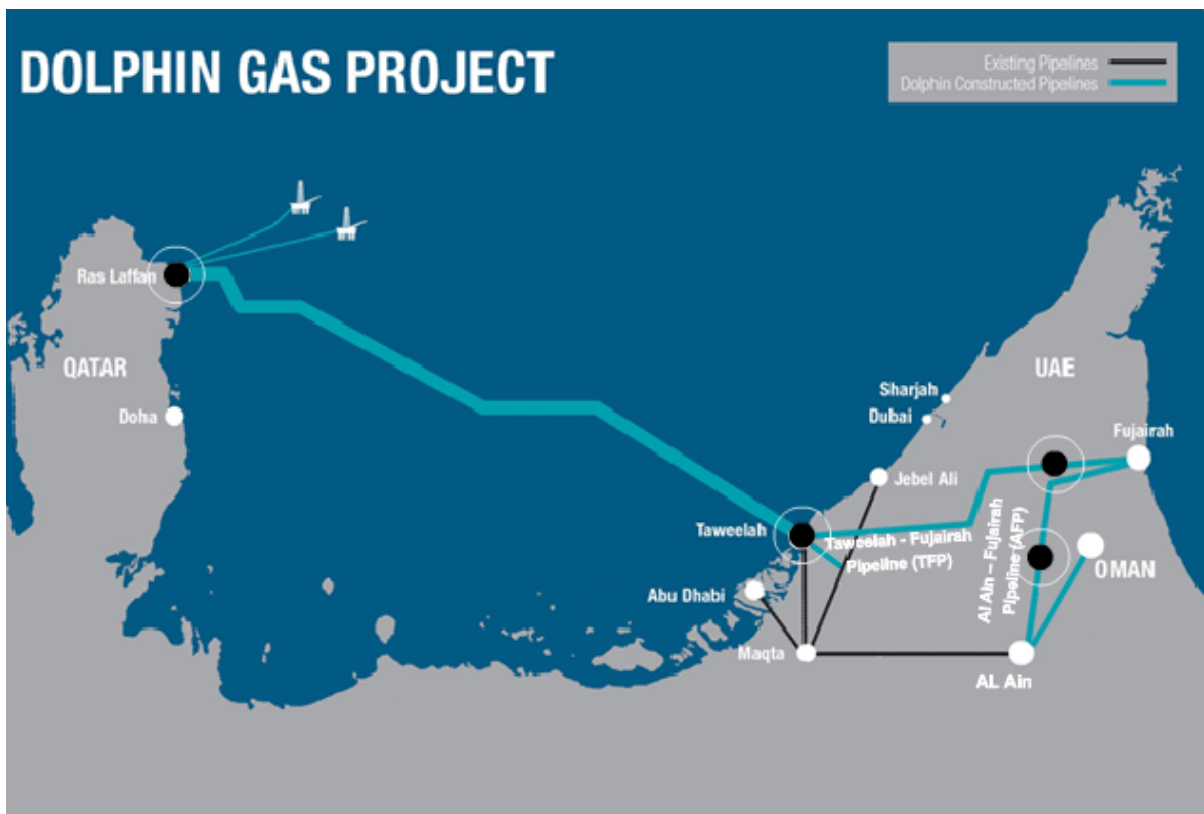 DOLPHIN GAS PROJECT
Existing Pipelines
Dolphin Constructed Pipelines
Ras Laffan
QATAR
Doha
UAE
Sharjah
Dubai
Fujairah
Jebel Ali
Taweelah
Taweelah - Fujairah
Pipeline (TFP)
Al Ain – Fujairah
Pipeline (AFP)
OMAN
Abu Dhabi
Maqta
AL Ain